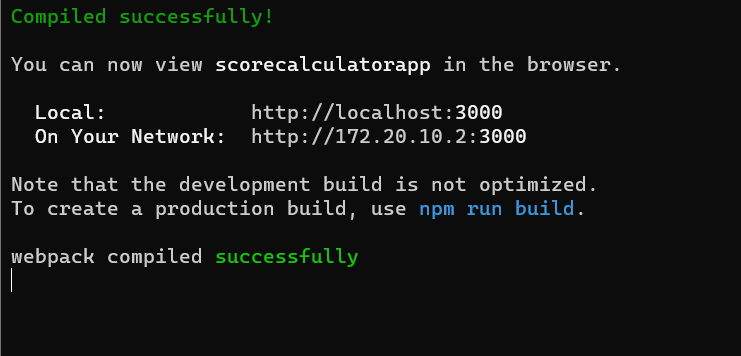 Compiled successfully!
You can now view scorecalculatorapp in the browser.
Local: http://localhost:3000
On Your Network: http://172.20.10.2:3000
Note that the development build is not optimized.
To create a production build, use npm run build.
webpack compiled successfully